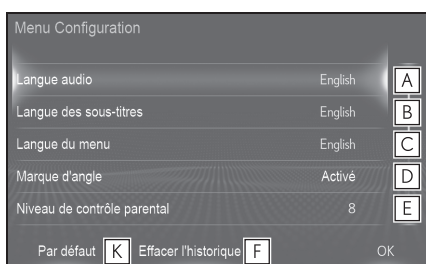 Menu Configuration
Langue audio English A
Langue des sous-titres English B
Langue du menu English C
Marque d'angle Activé D
Niveau de contrôle parental 8 E
Par défaut K Effacer l'historique F OK